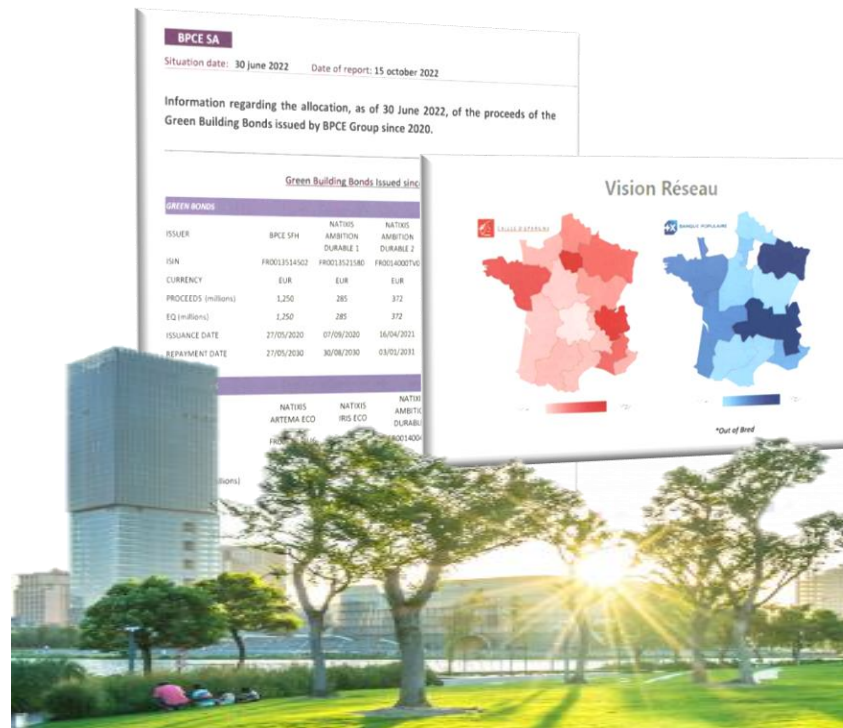 BPCE SA
Situation date: 30 june 2022 Date of report: 15 october 2022
Information regarding the allocation, as of 30 June 2022, of the proceeds of the
Green Building Bonds issued by BPCE Group since 2020.
Green Building Bonds Issued sinc
GREEN BONDS
ISSUER BPCE SFH NATIXIS AMBITION DURABLE 1 NATIXIS AMBITION DURABLE 2
ISIN FR0013514502 FR0013521580 FR0014000TV0
CURRENCY EUR EUR EUR
PROCEEDS (millions) 1,250 285 372
EQ (millions) 1,250 285 372
ISSUANCE DATE 27/05/2020 07/09/2020 16/04/2021
REPAYMENT DATE 27/05/2030 30/08/2030 03/01/2031
NATIXIS ARTEMA ECO NATIXIS IRIS ECO
Vision Réseau
CAISSE D'EPARGNE
BANQUE POPULAIRE
*Out of Bred